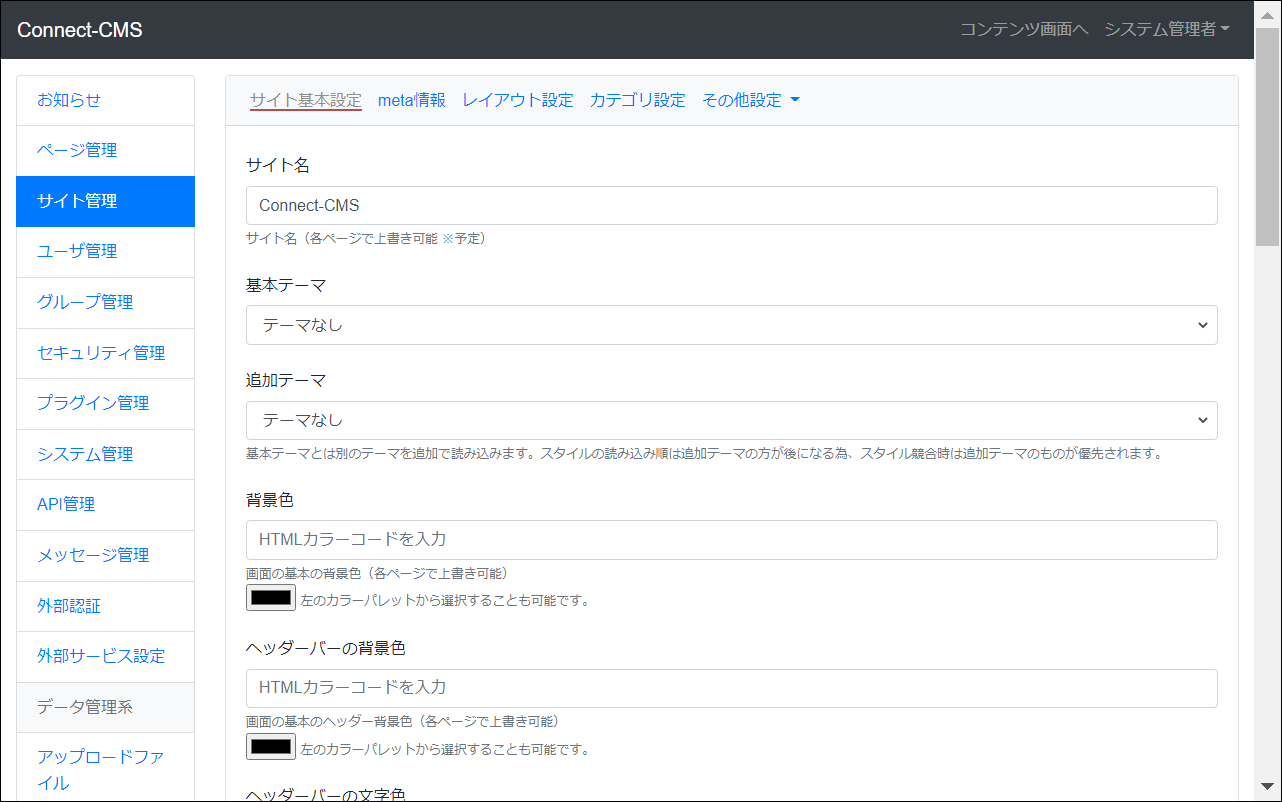 Connect-CMS
コンテンツ画面へ
システム管理者
お知らせ
ページ管理
サイト管理
ユーザ管理
グループ管理
セキュリティ管理
プラグイン管理
システム管理
API管理
メッセージ管理
外部認証
外部サービス設定
データ管理系
アップロードファ
イル
サイト基本設定
meta情報
レイアウト設定
カテゴリ設定
その他設定
サイト名
Connect-CMS
サイト名（各ページで上書き可能 ※予定）
基本テーマ
テーマなし
追加テーマ
テーマなし
基本テーマとは別のテーマを追加で読み込みます。スタイルの読み込み順は追加テーマの方が後になる為、スタイル競合時は追加テーマのものが優先されます。
背景色
HTMLカラーコードを入力
画面の基本の背景色（各ページで上書き可能）
左のカラーパレットから選択することも可能です。
ヘッダーバーの背景色
HTMLカラーコードを入力
画面の基本のヘッダー背景色（各ページで上書き可能）
左のカラーパレットから選択することも可能です。
ヘッダーバーの文字色